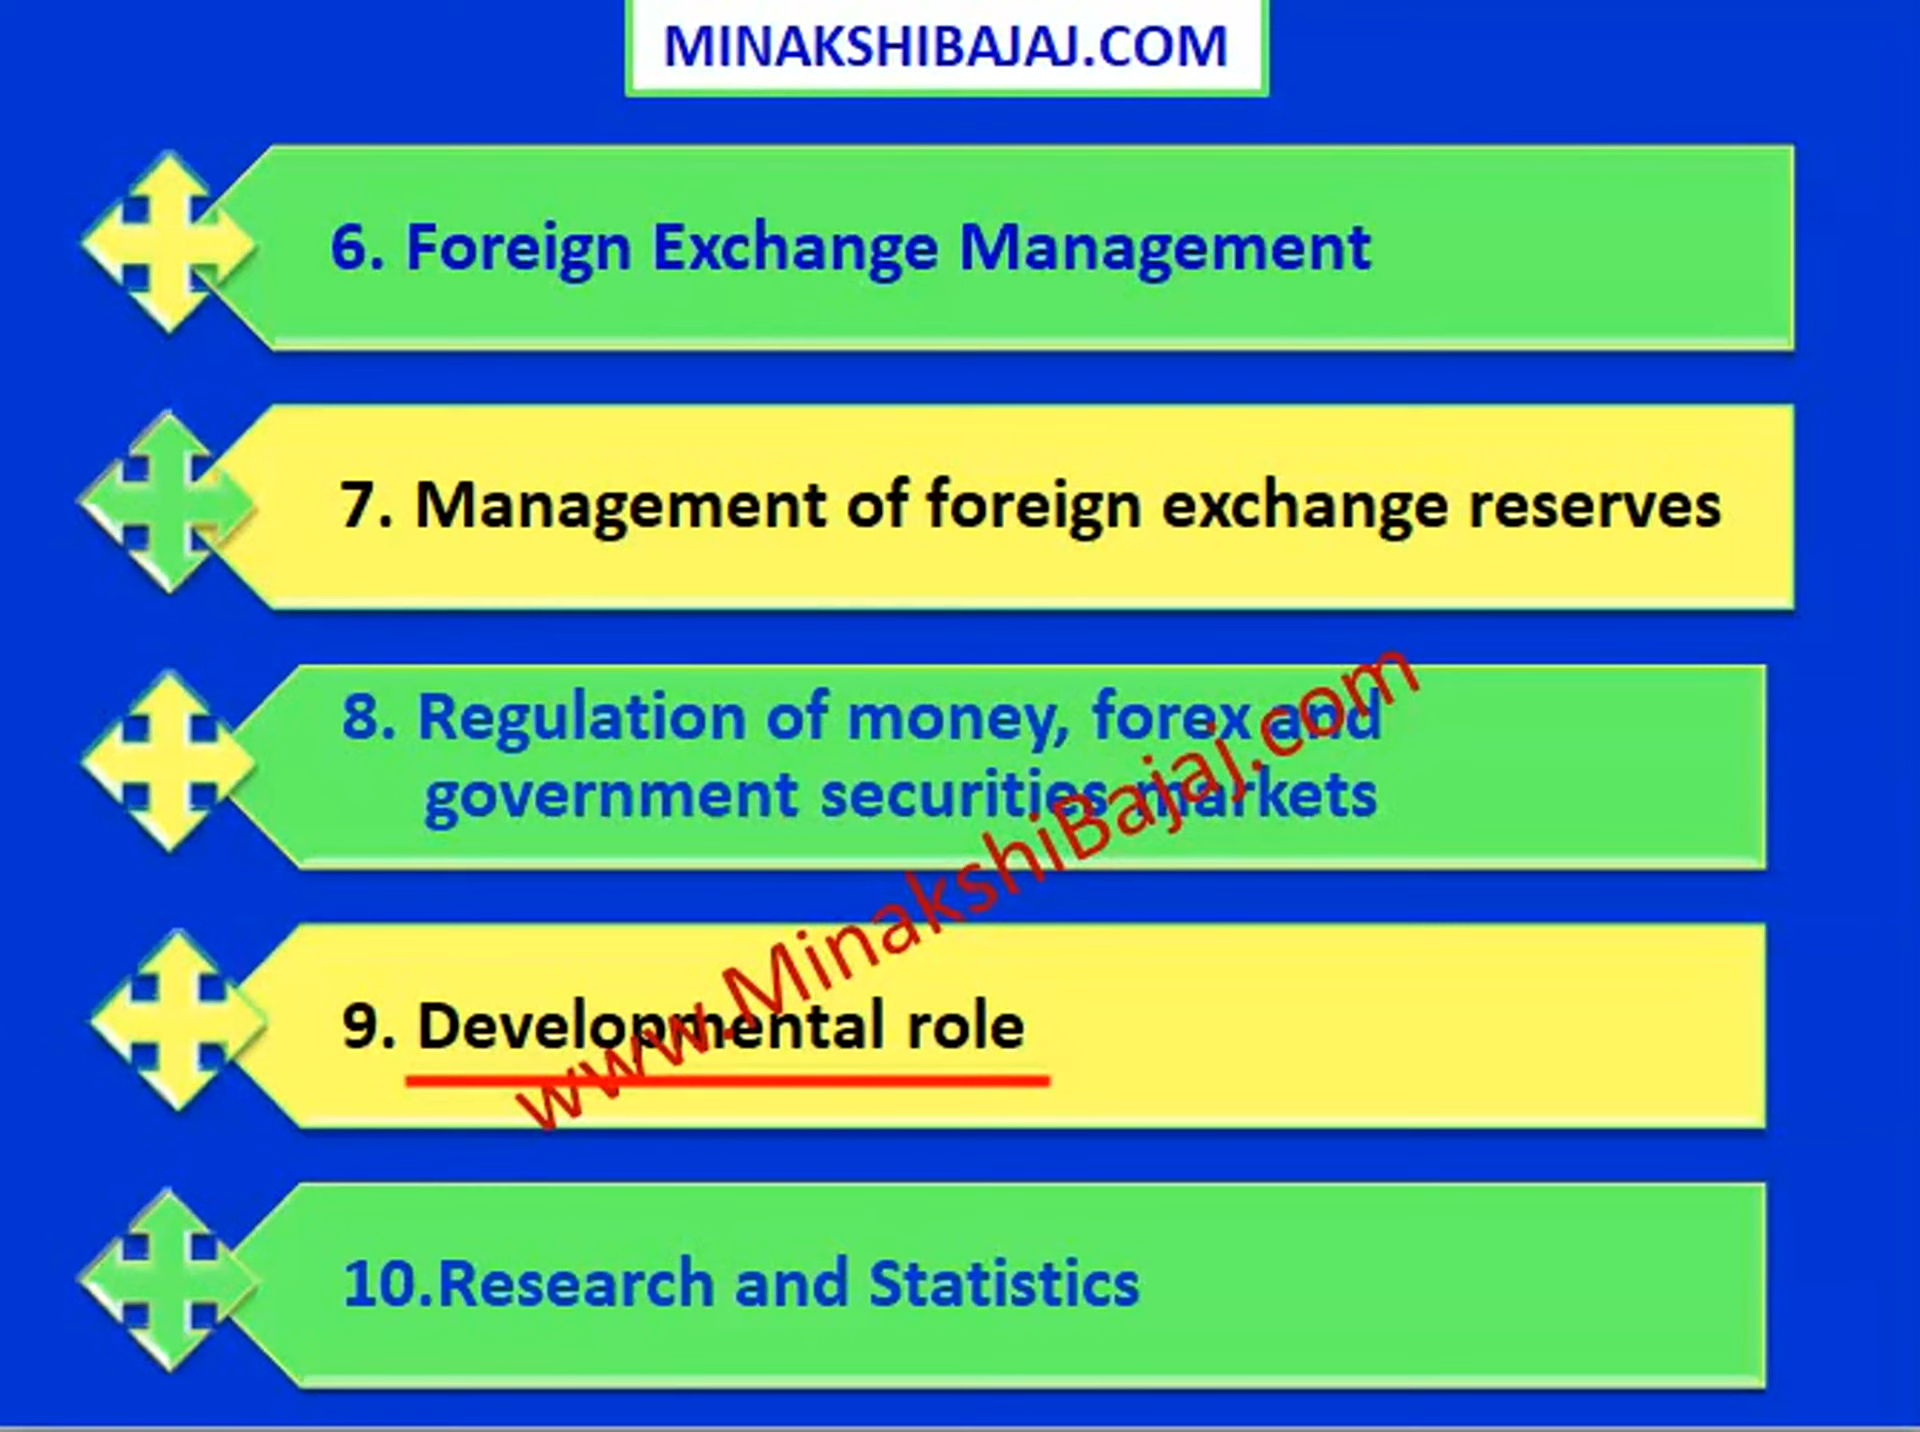 MINAKSHIBAJAJ.COM
6. Foreign Exchange Management
7. Management of foreign exchange reserves
8. Regulation of money, forex and
government securities markets
www.MinakshiBajaj.com
9. Developmental role
10.Research and Statistics